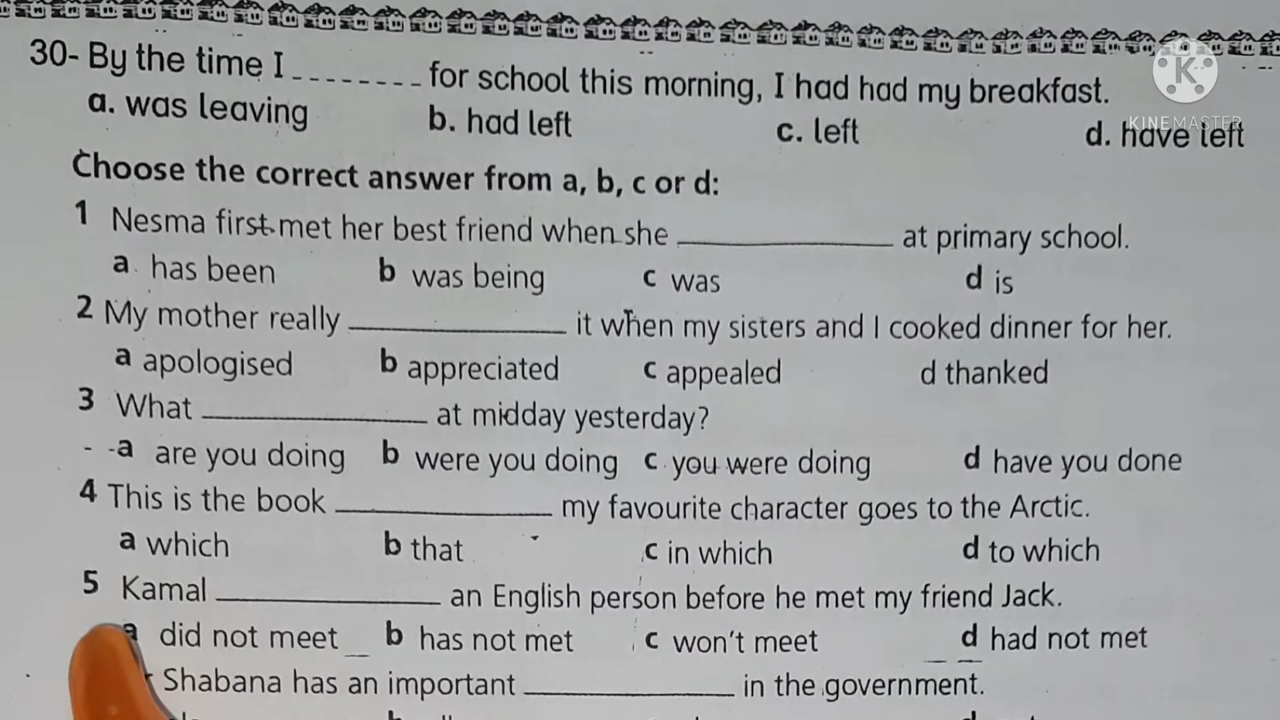 30- By the time I -------- for school this morning, I had had my breakfast.
a. was leaving b. had left c. left d. have left
K
KINEMASTER
Choose the correct answer from a, b, c or d:
1 Nesma first met her best friend when she ____________ at primary school.
a has been b was being c was d is
2 My mother really ____________ it when my sisters and I cooked dinner for her.
a apologised b appreciated c appealed d thanked
3 What ____________ at midday yesterday?
a are you doing b were you doing c you were doing d have you done
4 This is the book ____________ my favourite character goes to the Arctic.
a which b that c in which d to which
5 Kamal ____________ an English person before he met my friend Jack.
a did not meet b has not met c won't meet d had not met
Shabana has an important ____________ in the government.